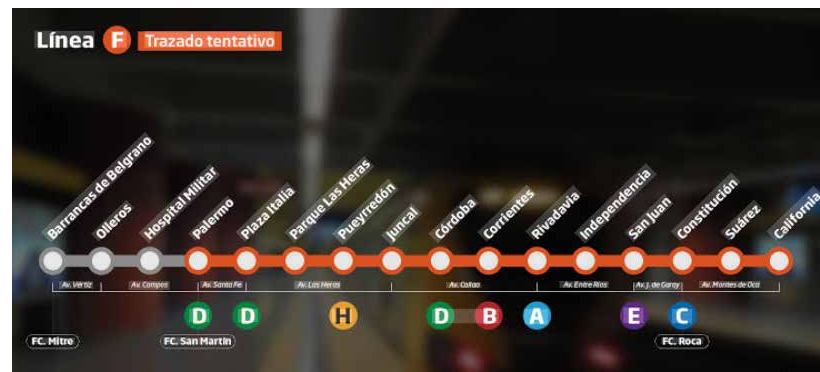 Línea F Trazado tentativo
Barrancas de Belgrano
Olleros
Hospital Militar
Palermo
Plaza Italia
Parque Las Heras
Pueyrredón
Juncal
Córdoba
Corrientes
Rivadavia
Independencia
San Juan
Constitución
Suárez
California
Av. Vértiz Av. Campos Av. Santa Fe Av. Las Heras Av. Callao Av. Entre Ríos Av. J. de Garay Av. Montes de Oca
D D H D B A E C
FC. Mitre FC. San Martín FC. Roca